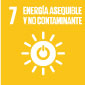 7 ENERGÍA ASEQUIBLE
Y NO CONTAMINANTE